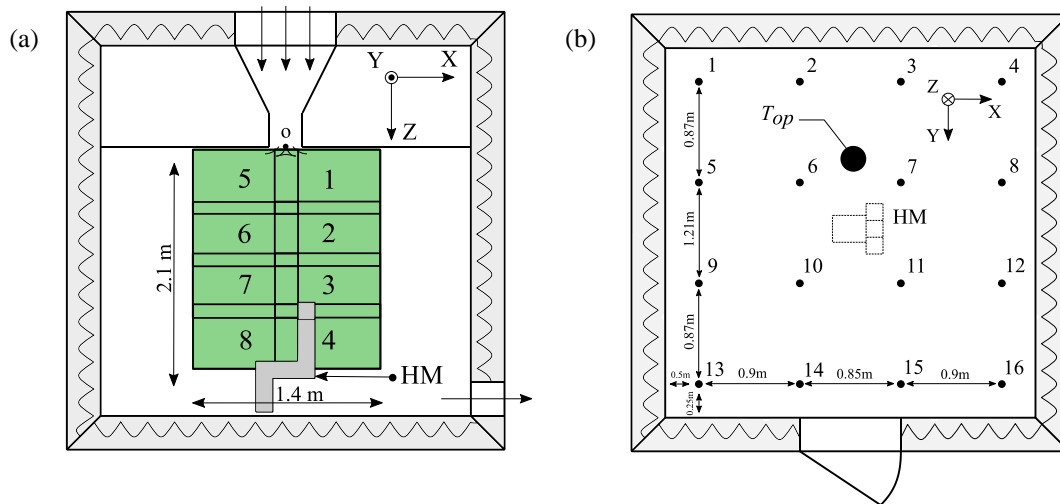 (a)
Y
X
Z
o
5 1
6 2
7 3
8 4
2.1 m
HM
1.4 m
(b)
1 2 3 4
Z
X
Y
Top
0.87m
5 6 7 8
HM
1.21m
9 10 11 12
0.87m
13 14 15 16
0.5m 0.9m 0.85m 0.9m
0.25m